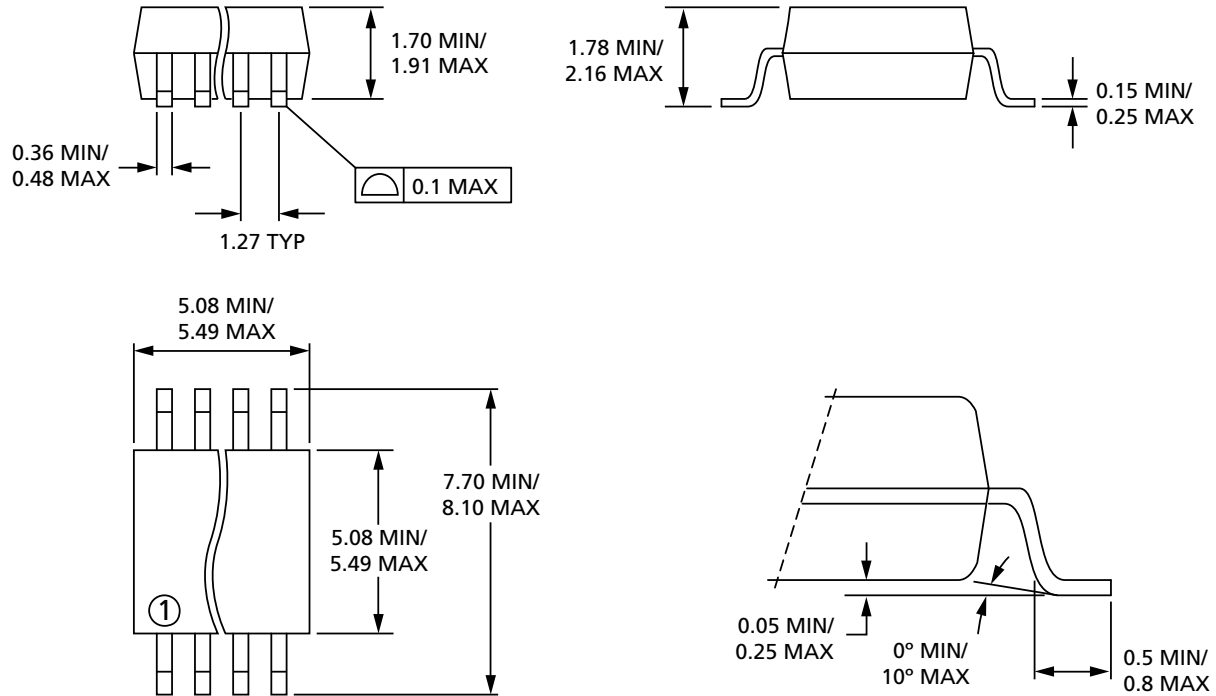 1.70 MIN/
1.91 MAX
1.78 MIN/
2.16 MAX
0.15 MIN/
0.25 MAX
0.36 MIN/
0.48 MAX
0.1 MAX
1.27 TYP
5.08 MIN/
5.49 MAX
7.70 MIN/
8.10 MAX
5.08 MIN/
5.49 MAX
1
0.05 MIN/
0.25 MAX
0º MIN/
10º MAX
0.5 MIN/
0.8 MAX